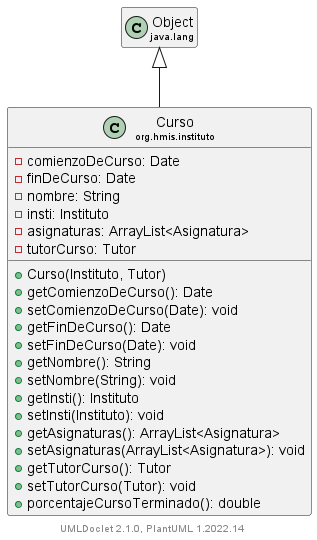 C Object
java.lang
C Curso
org.hmis.instituto
comienzoDeCurso: Date
finDeCurso: Date
nombre: String
insti: Instituto
asignaturas: ArrayList<Asignatura>
tutorCurso: Tutor
Curso(Instituto, Tutor)
getComienzoDeCurso(): Date
setComienzoDeCurso(Date): void
getFinDeCurso(): Date
setFinDeCurso(Date): void
getNombre(): String
setNombre(String): void
getInsti(): Instituto
setInsti(Instituto): void
getAsignaturas(): ArrayList<Asignatura>
setAsignaturas(ArrayList<Asignatura>): void
getTutorCurso(): Tutor
setTutorCurso(Tutor): void
porcentajeCursoTerminado(): double
UMLDoclet 2.1.0, PlantUML 1.2022.14